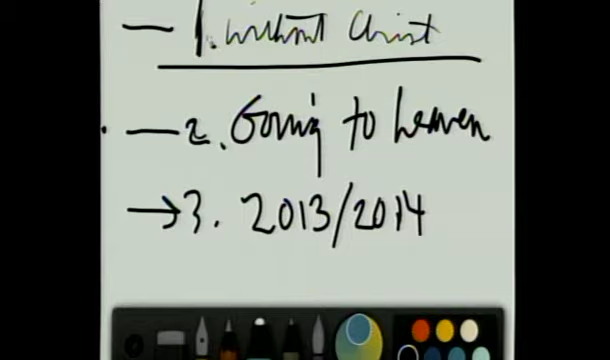 — 1. without Christ
— 2. Going to heaven
→ 3. 2013/2014